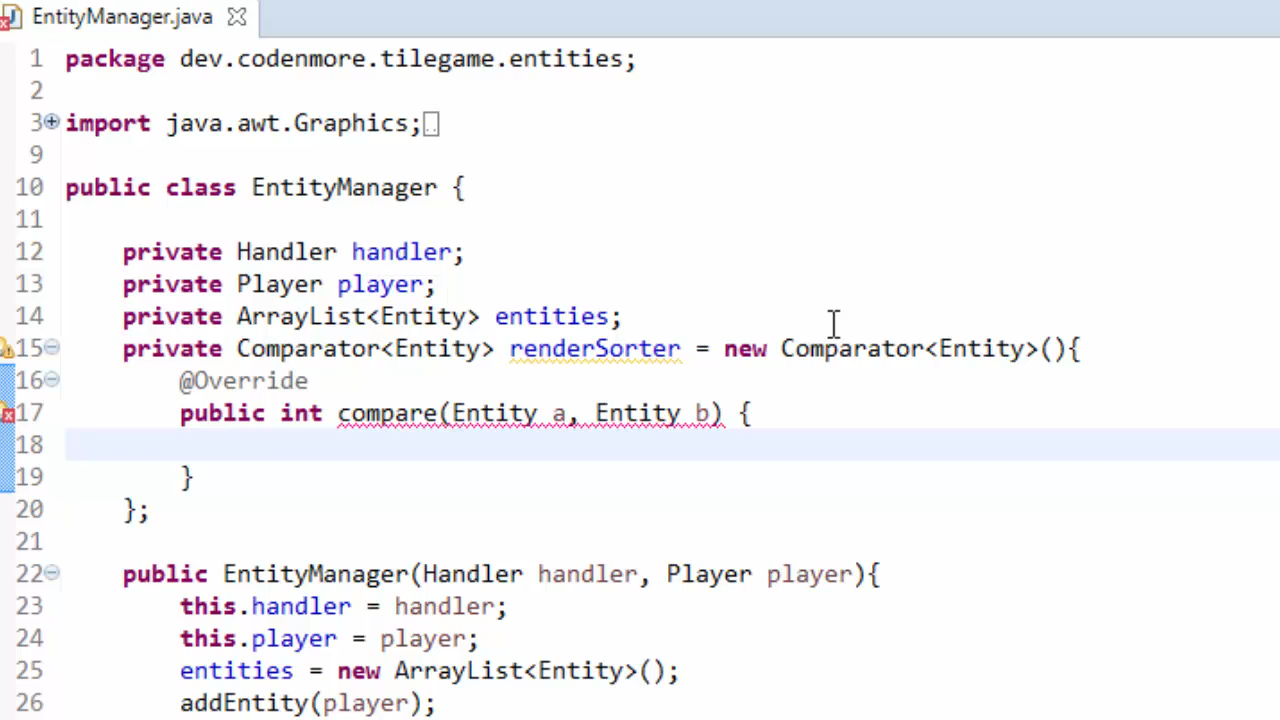 EntityManager.java
1 package dev.codenmore.tilegame.entities;
2
3 import java.awt.Graphics;
9
10 public class EntityManager {
11
12 private Handler handler;
13 private Player player;
14 private ArrayList<Entity> entities;
15 private Comparator<Entity> renderSorter = new Comparator<Entity>(){
16 @Override
17 public int compare(Entity a, Entity b) {
18
19 }
20 };
21
22 public EntityManager(Handler handler, Player player){
23 this.handler = handler;
24 this.player = player;
25 entities = new ArrayList<Entity>();
26 addEntity(player);